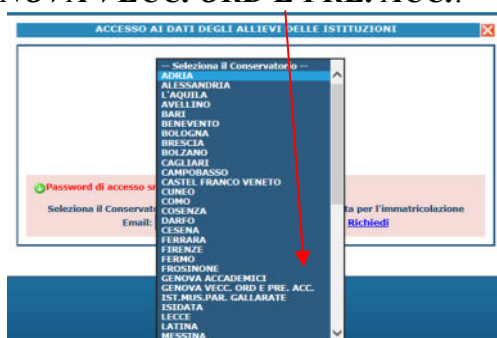 NOVA VECC. ORD E PRE. ACC.
ACCESSO AI DATI DEGLI ALLIEVI DELLE ISTITUZIONI
-- Seleziona il Conservatorio --
ADRIA
ALESSANDRIA
L'AQUILA
AVELLINO
BARI
BENEVENTO
BOLOGNA
BRESCIA
BOLZANO
CAGLIARI
CAMPOBASSO
CASTEL FRANCO VENETO
CUNEO
COMO
COSENZA
DARFO
CESENA
FERRARA
FIRENZE
FERMO
FROSINONE
GENOVA ACCADEMICI
GENOVA VECC. ORD E PRE. ACC.
IST.MUS.PAR. GALLARATE
ISIDATA
LECCE
LATINA
MESSINA
Password di accesso s
Seleziona il Conservat
ta per l'immatricolazione
Email:
Richiedi